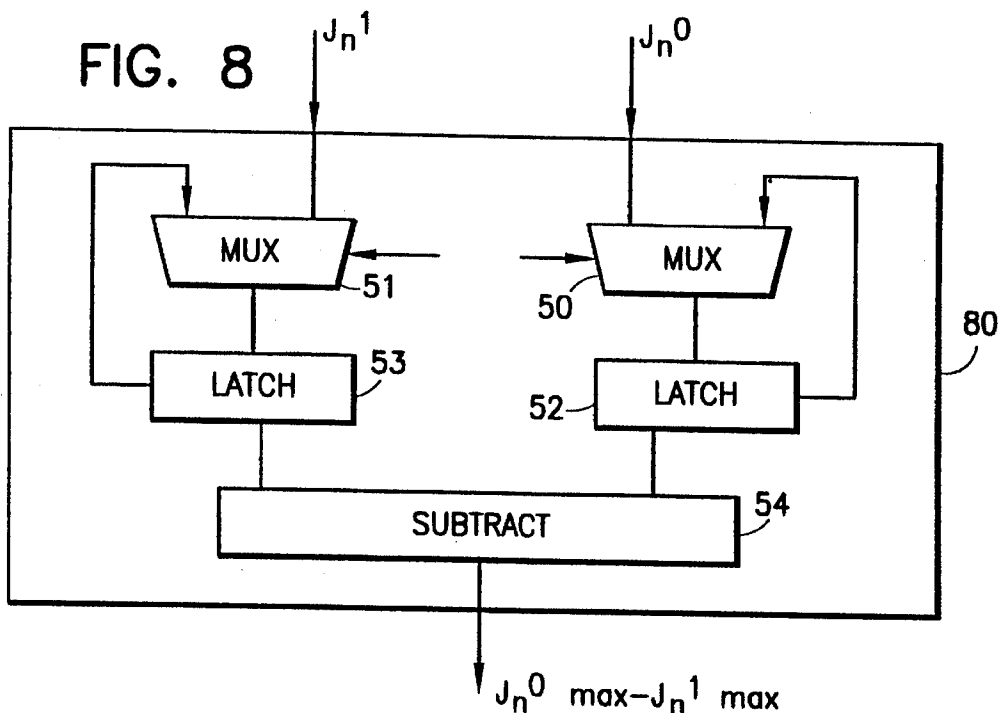 FIG. 8
Jn1
Jn0
MUX
51
MUX
50
80
LATCH
53
LATCH
52
SUBTRACT
54
Jn0 max-Jn1 max